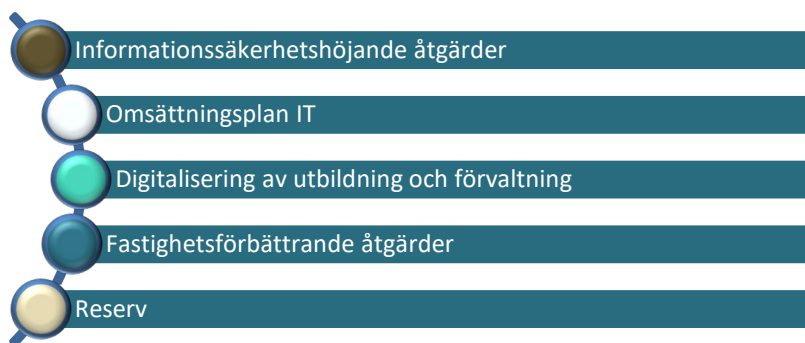 Informationssäkerhetshöjande åtgärder
Omsättningsplan IT
Digitalisering av utbildning och förvaltning
Fastighetsförbättrande åtgärder
Reserv